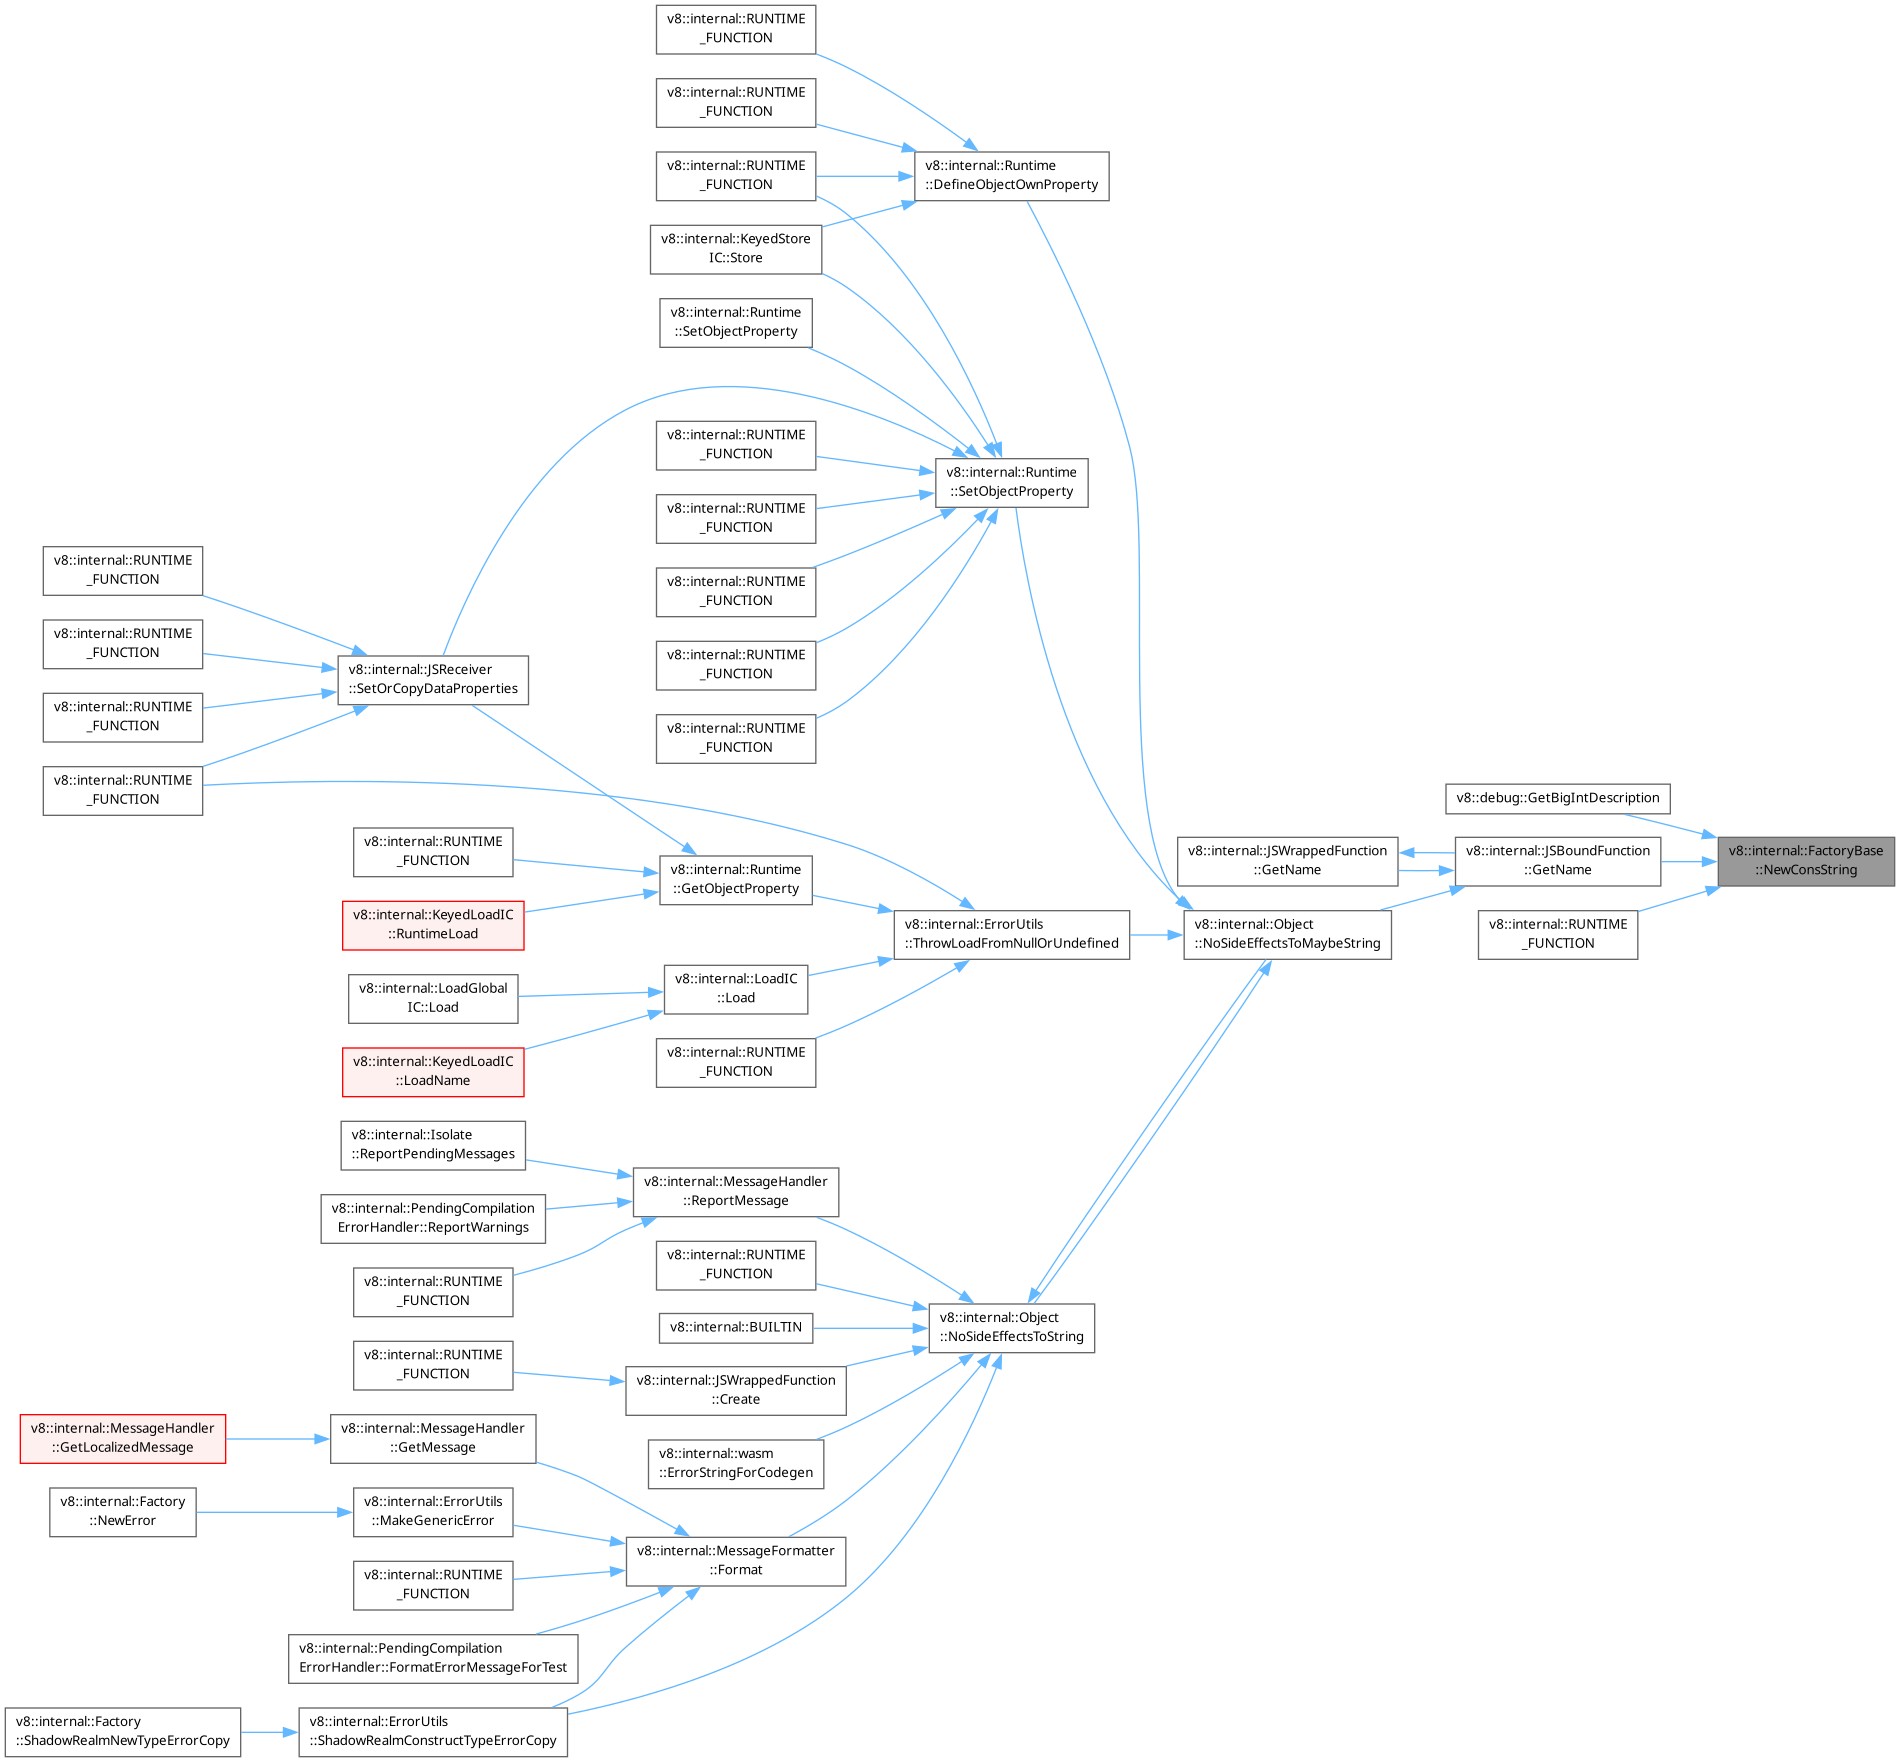 v8::internal::RUNTIME
_FUNCTION
v8::internal::RUNTIME
_FUNCTION
v8::internal::RUNTIME
_FUNCTION
v8::internal::Runtime
::DefineObjectOwnProperty
v8::internal::KeyedStore
IC::Store
v8::internal::Runtime
::SetObjectProperty
v8::internal::RUNTIME
_FUNCTION
v8::internal::Runtime
::SetObjectProperty
v8::internal::RUNTIME
_FUNCTION
v8::internal::RUNTIME
_FUNCTION
v8::internal::RUNTIME
_FUNCTION
v8::internal::RUNTIME
_FUNCTION
v8::internal::RUNTIME
_FUNCTION
v8::internal::RUNTIME
_FUNCTION
v8::internal::JSReceiver
::SetOrCopyDataProperties
v8::internal::RUNTIME
_FUNCTION
v8::internal::RUNTIME
_FUNCTION
v8::debug::GetBigIntDescription
v8::internal::RUNTIME
_FUNCTION
v8::internal::Runtime
::GetObjectProperty
v8::internal::JSWrappedFunction
::GetName
v8::internal::JSBoundFunction
::GetName
v8::internal::FactoryBase
::NewConsString
v8::internal::KeyedLoadIC
::RuntimeLoad
v8::internal::ErrorUtils
::ThrowLoadFromNullOrUndefined
v8::internal::Object
::NoSideEffectsToMaybeString
v8::internal::RUNTIME
_FUNCTION
v8::internal::LoadGlobal
IC::Load
v8::internal::LoadIC
::Load
v8::internal::KeyedLoadIC
::LoadName
v8::internal::RUNTIME
_FUNCTION
v8::internal::Isolate
::ReportPendingMessages
v8::internal::MessageHandler
::ReportMessage
v8::internal::PendingCompilation
ErrorHandler::ReportWarnings
v8::internal::RUNTIME
_FUNCTION
v8::internal::RUNTIME
_FUNCTION
v8::internal::BUILTIN
v8::internal::Object
::NoSideEffectsToString
v8::internal::RUNTIME
_FUNCTION
v8::internal::JSWrappedFunction
::Create
v8::internal::MessageHandler
::GetLocalizedMessage
v8::internal::MessageHandler
::GetMessage
v8::internal::wasm
::ErrorStringForCodegen
v8::internal::Factory
::NewError
v8::internal::ErrorUtils
::MakeGenericError
v8::internal::MessageFormatter
::Format
v8::internal::RUNTIME
_FUNCTION
v8::internal::PendingCompilation
ErrorHandler::FormatErrorMessageForTest
v8::internal::Factory
::ShadowRealmNewTypeErrorCopy
v8::internal::ErrorUtils
::ShadowRealmConstructTypeErrorCopy